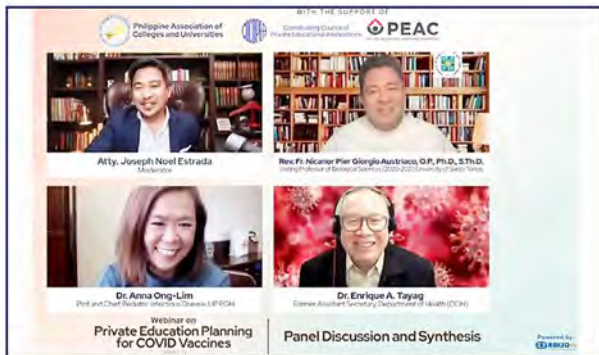 WITH THE SUPPORT OF
Philippine Association of
Colleges and Universities
Coordinating Council of
Private Educational Associations
PEAC
Atty. Joseph Noel Estrada
Moderator
Rev. Fr. Nicanor Pier Giorgio Austriaco, O.P., Ph.D., S.Th.D.
Visiting Professor of Biological Sciences (2020-2021) University of Santo Tomas
Dr. Anna Ong-Lim
Prof. and Chief Pediatric Infectious Disease, UP PGH
Dr. Enrique A. Tayag
Former Assistant Secretary, Department of Health (DOH)
Webinar on
Private Education Planning
for COVID Vaccines
Panel Discussion and Synthesis
Powered by: